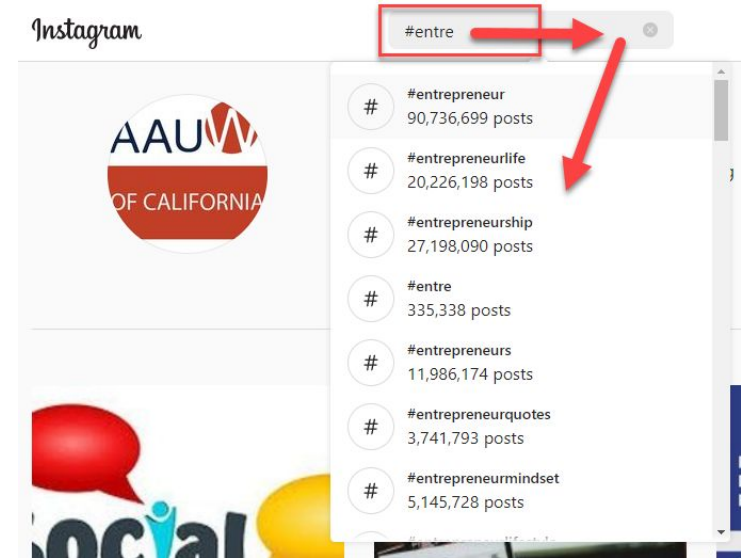 Instagram
#entre
AAUW
OF CALIFORNIA
#
#entrepreneur
90,736,699 posts
#
#entrepreneurlife
20,226,198 posts
#
#entrepreneurship
27,198,090 posts
#
#entre
335,338 posts
#
#entrepreneurs
11,986,174 posts
#
#entrepreneurquotes
3,741,793 posts
#
#entrepreneurmindset
5,145,728 posts
ocial